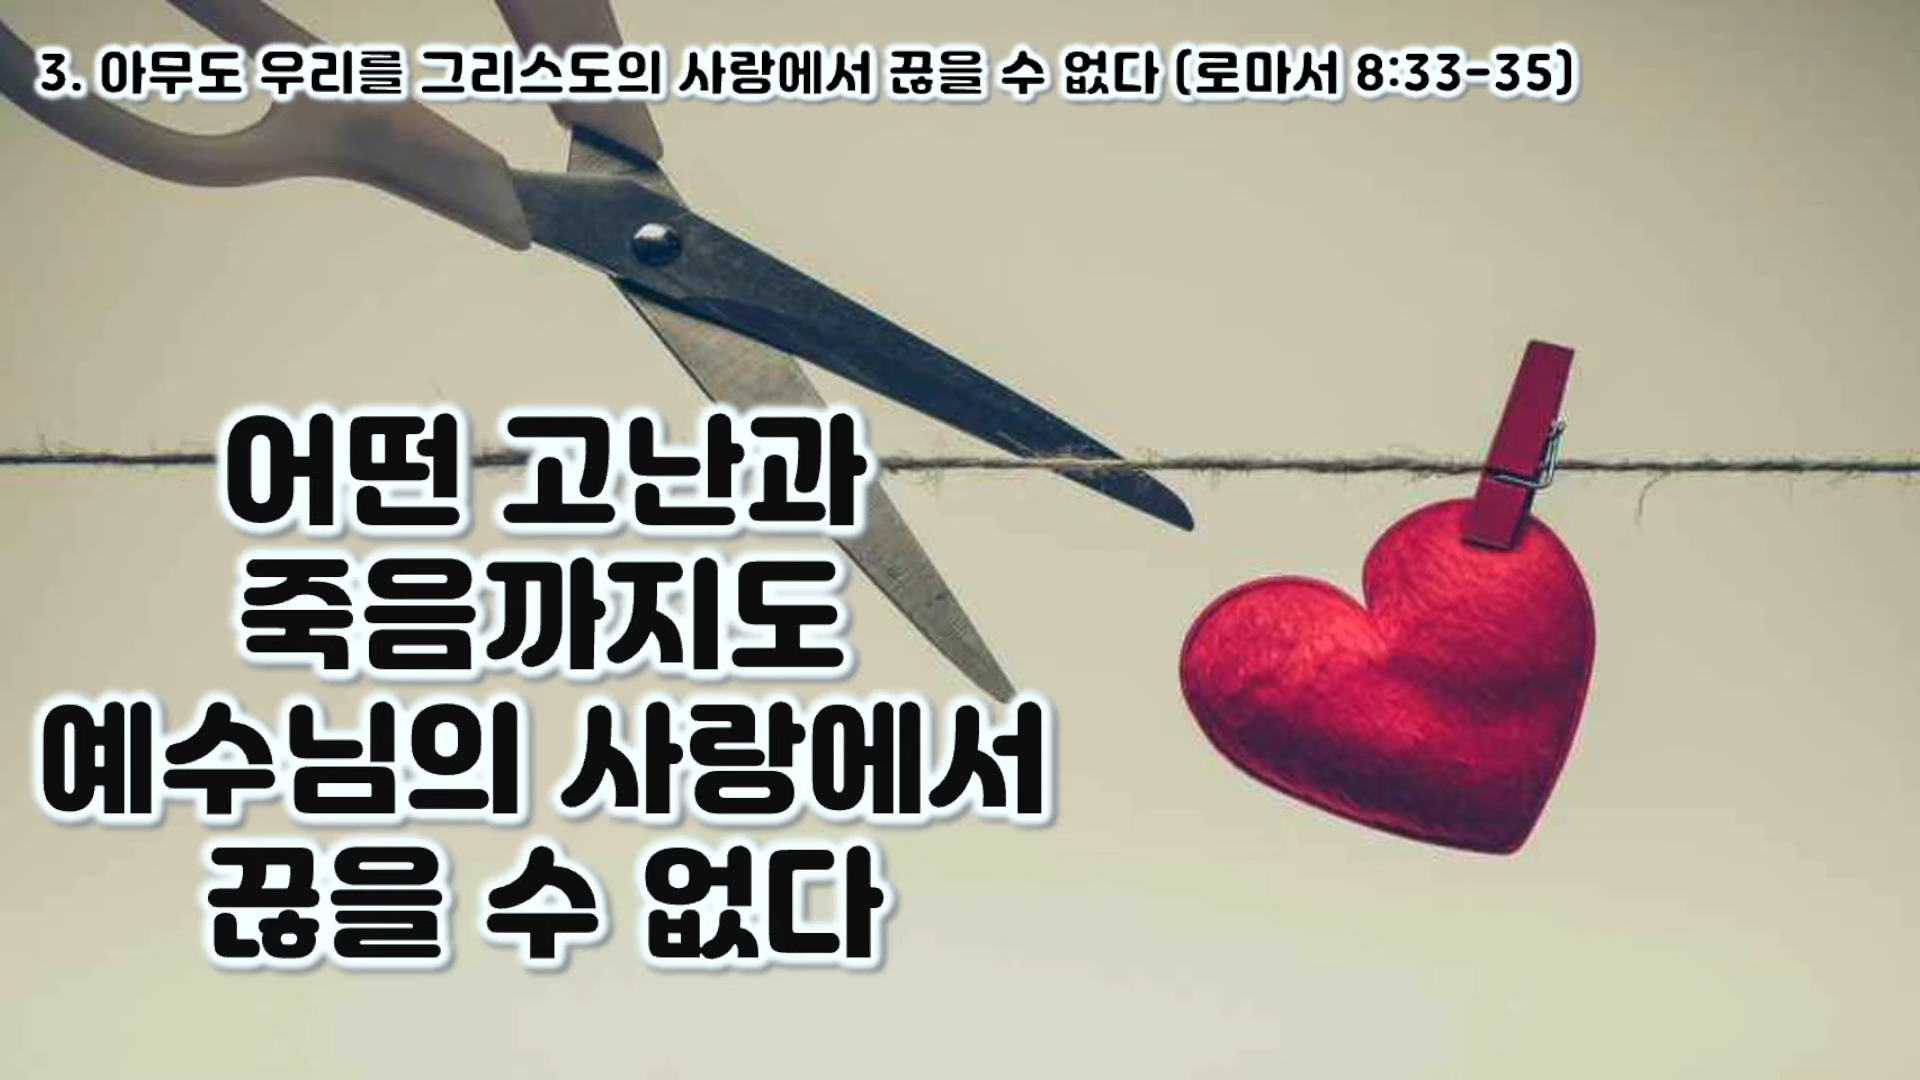 3. 아무도 우리를 그리스도의 사랑에서 끊을 수 없다 (로마서 8:33-35)
어떤 고난과
죽음까지도
예수님의 사랑에서
끊을 수 없다